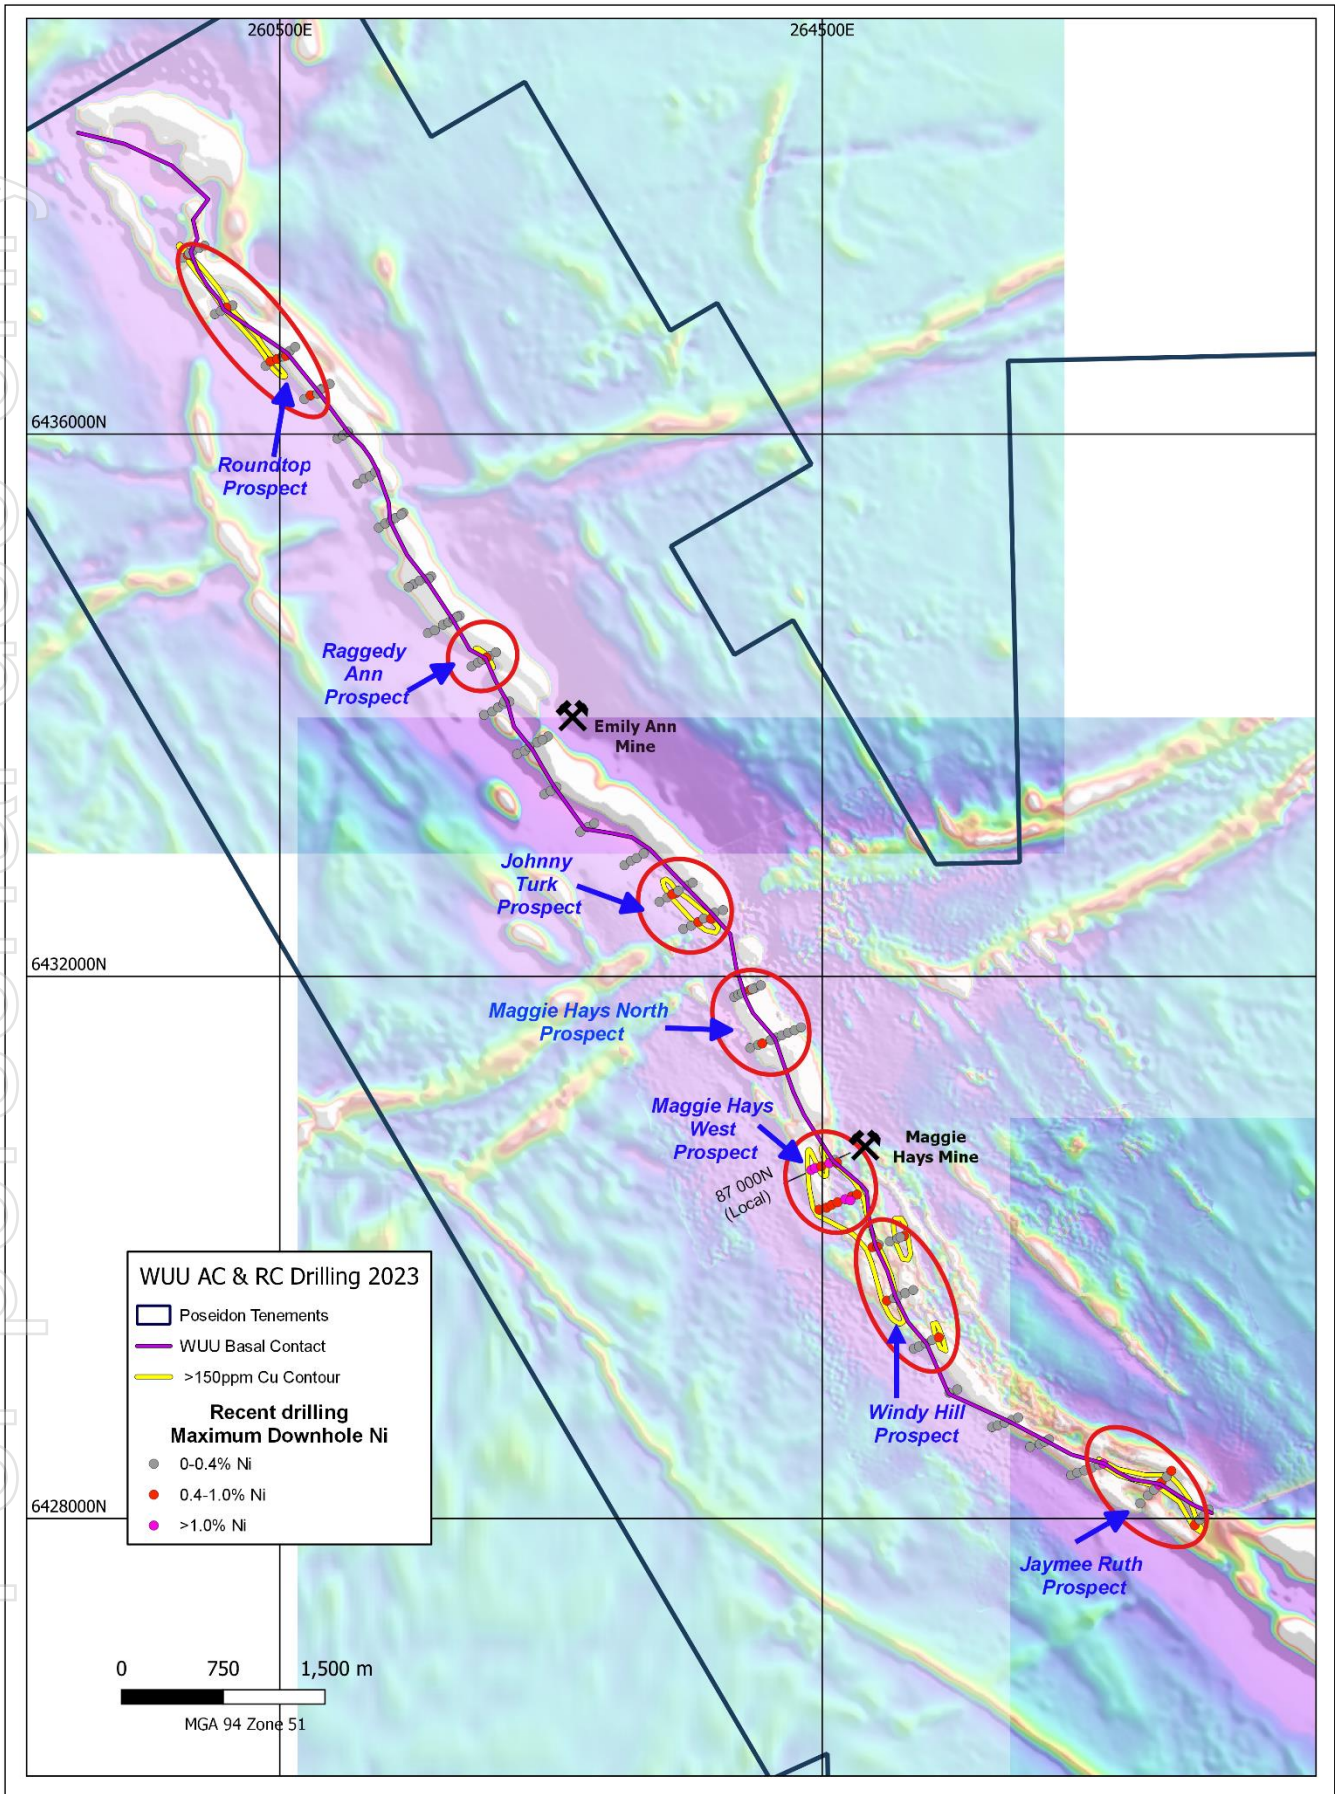 260500E
264500E
6436000N
Roundtop
Prospect
Raggedy
Ann
Prospect
Emily Ann
Mine
Johnny
Turk
Prospect
6432000N
Maggie Hays North
Prospect
Maggie Hays
West
Prospect
Maggie
Hays Mine
87 000N
(Local)
WUU AC & RC Drilling 2023
Poseidon Tenements
WUU Basal Contact
>150ppm Cu Contour
Recent drilling
Maximum Downhole Ni
0-0.4% Ni
0.4-1.0% Ni
>1.0% Ni
Windy Hill
Prospect
6428000N
Jaymee Ruth
Prospect
0 750 1,500 m
MGA 94 Zone 51